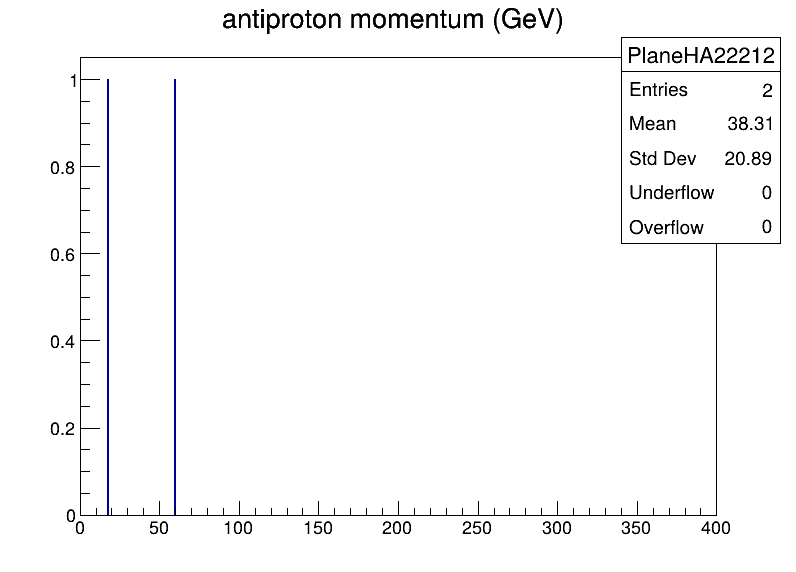 antiproton momentum (GeV)
PlaneHA22212
Entries 2
Mean 38.31
Std Dev 20.89
Underflow 0
Overflow 0
1
0.8
0.6
0.4
0.2
0
0 50 100 150 200 250 300 350 400